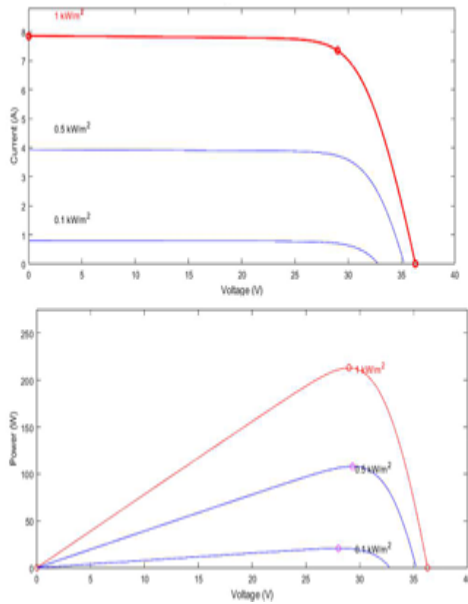 1 kW/m²
8
7
6
5
4
3
2
1
0
Current (A)
0.5 kW/m²
0.1 kW/m²
0 5 10 15 20 25 30 35 40
Voltage (V)
250
200
150
100
50
0
Power (W)
1 kW/m²
0.5 kW/m²
0.1 kW/m²
0 5 10 15 20 25 30 35 40
Voltage (V)